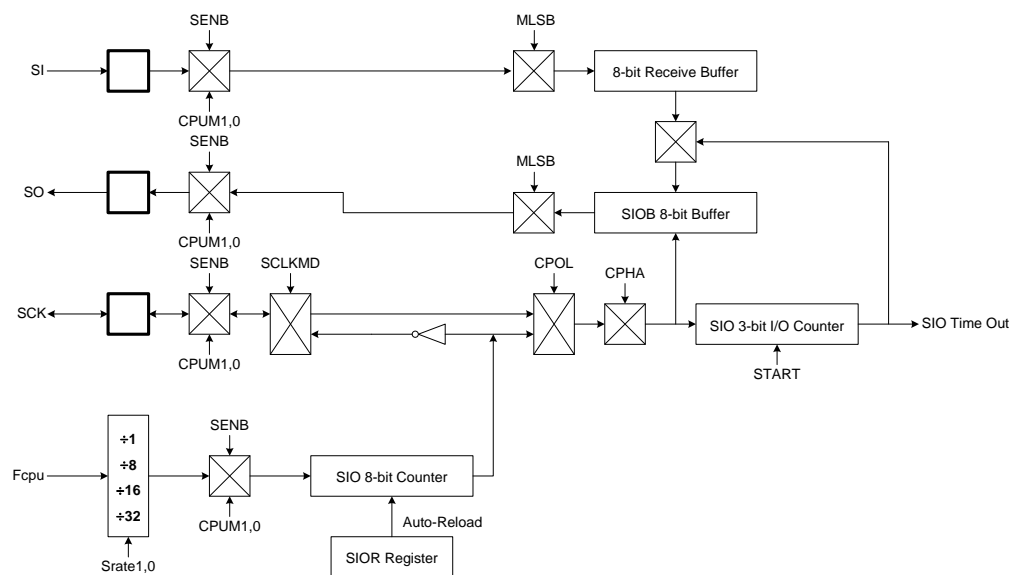 SENB
MLSB
SI
8-bit Receive Buffer
CPUM1,0
SENB
MLSB
SO
SIOB 8-bit Buffer
CPUM1,0
SENB
SCLKMD
CPOL
CPHA
SCK
SIO 3-bit I/O Counter
SIO Time Out
CPUM1,0
START
SENB
Fcpu
÷1
÷8
÷16
÷32
SIO 8-bit Counter
CPUM1,0
Auto-Reload
SIOR Register
Srate1,0